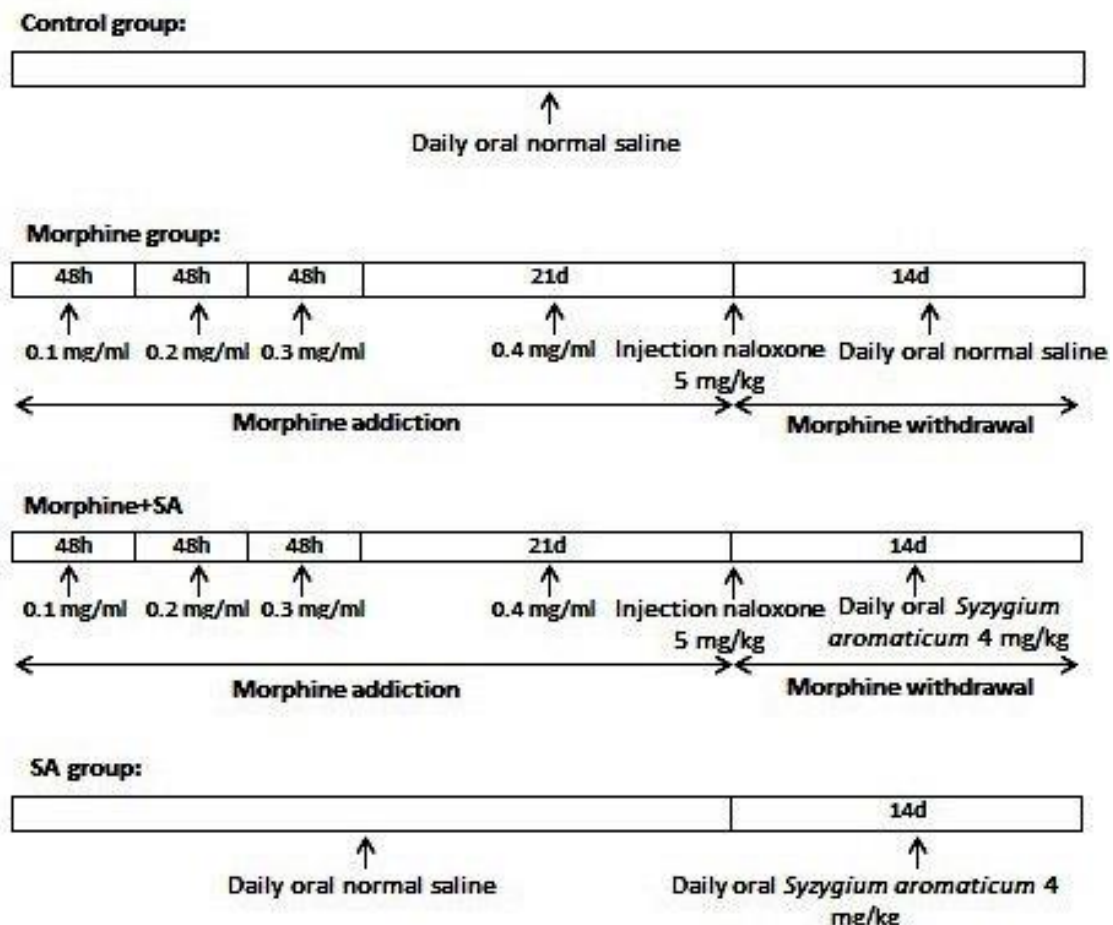 Control group:
Daily oral normal saline
Morphine group:
48h 48h 48h 21d 14d
0.1 mg/ml 0.2 mg/ml 0.3 mg/ml 0.4 mg/ml Injection naloxone Daily oral normal saline
5 mg/kg
Morphine addiction Morphine withdrawal
Morphine+SA
48h 48h 48h 21d 14d
0.1 mg/ml 0.2 mg/ml 0.3 mg/ml 0.4 mg/ml Injection naloxone Daily oral Syzygium
5 mg/kg aromaticum 4 mg/kg
Morphine addiction Morphine withdrawal
SA group:
14d
Daily oral normal saline Daily oral Syzygium aromaticum 4
mg/kg